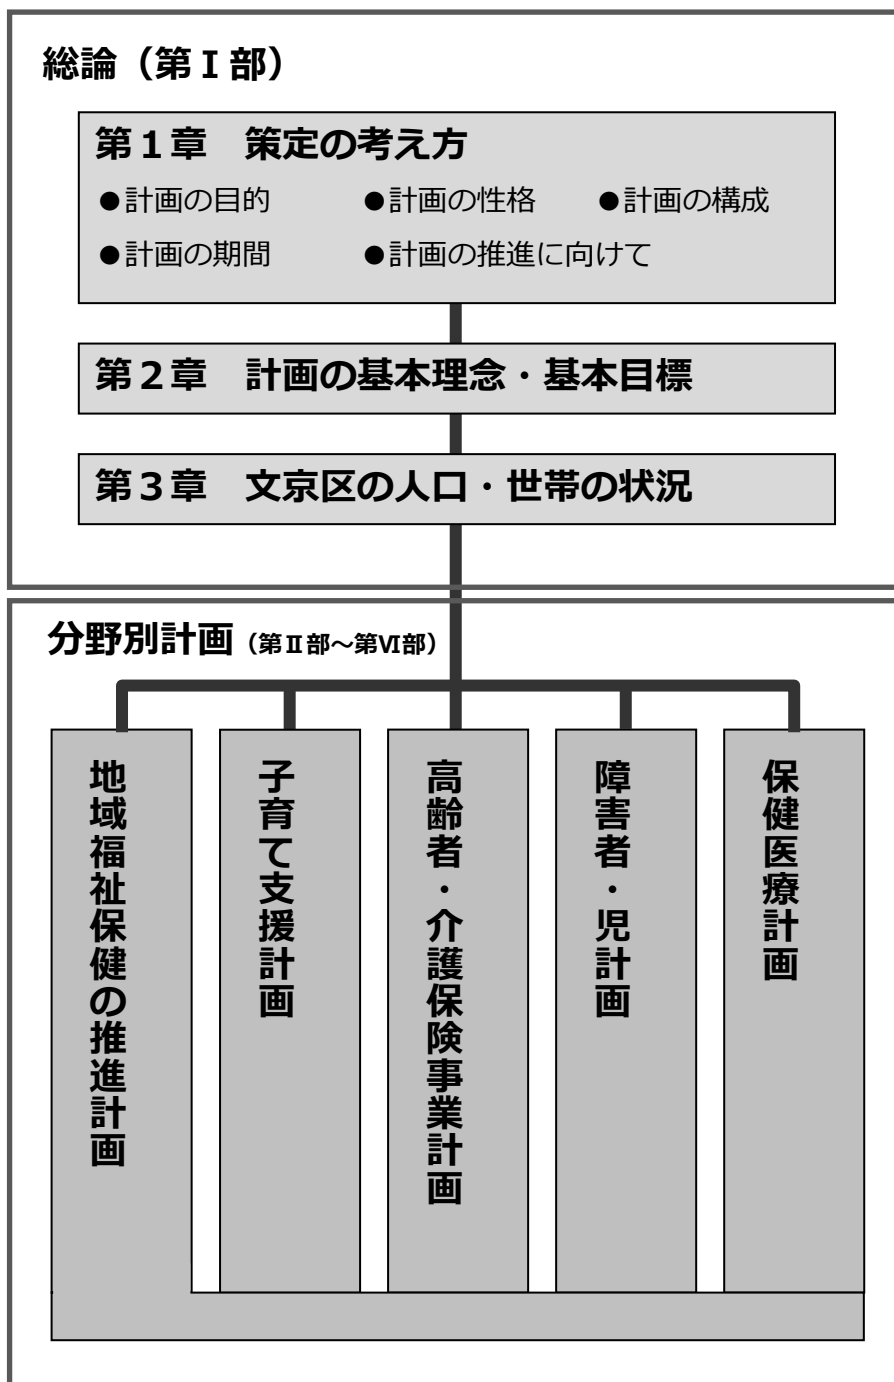 総論（第Ⅰ部）
第１章　策定の考え方
●計画の目的　●計画の性格　●計画の構成
●計画の期間　●計画の推進に向けて
第２章　計画の基本理念・基本目標
第３章　文京区の人口・世帯の状況
分野別計画（第Ⅱ部～第Ⅵ部）
地域福祉保健の推進計画
子育て支援計画
高齢者・介護保険事業計画
障害者・児計画
保健医療計画